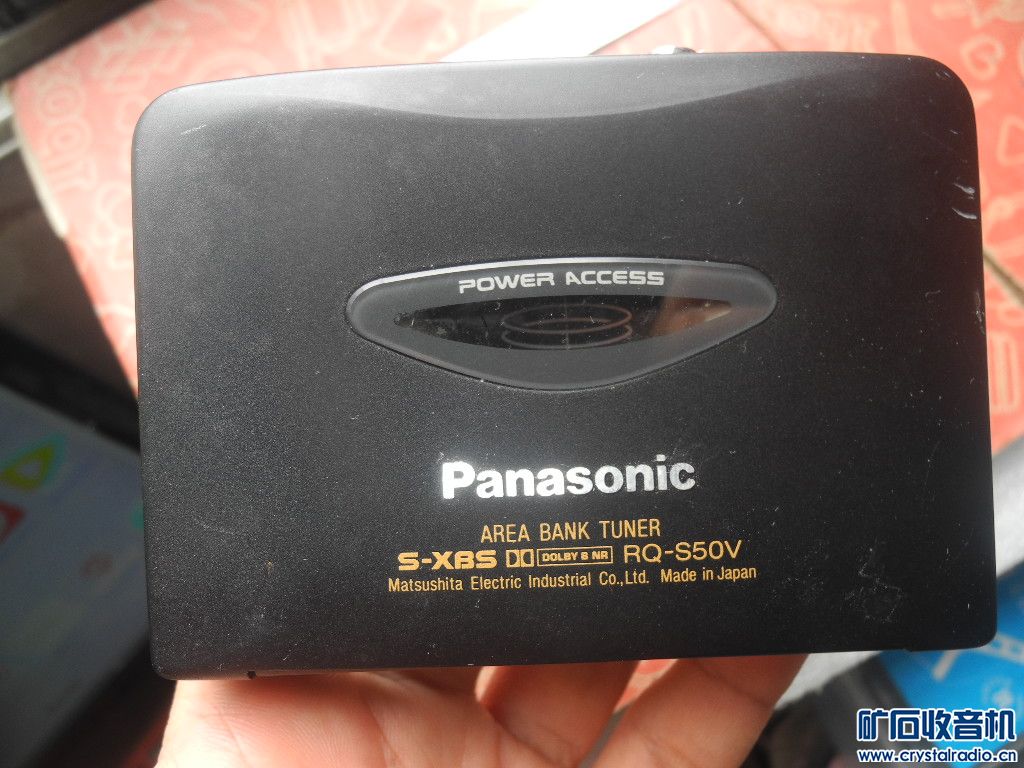 POWER ACCESS
Panasonic
AREA BANK TUNER
S-XBS DOLBY B NR RQ-S50V
Matsushita Electric Industrial Co.,Ltd. Made in Japan
矿石收音机
www.crystalradio.cn